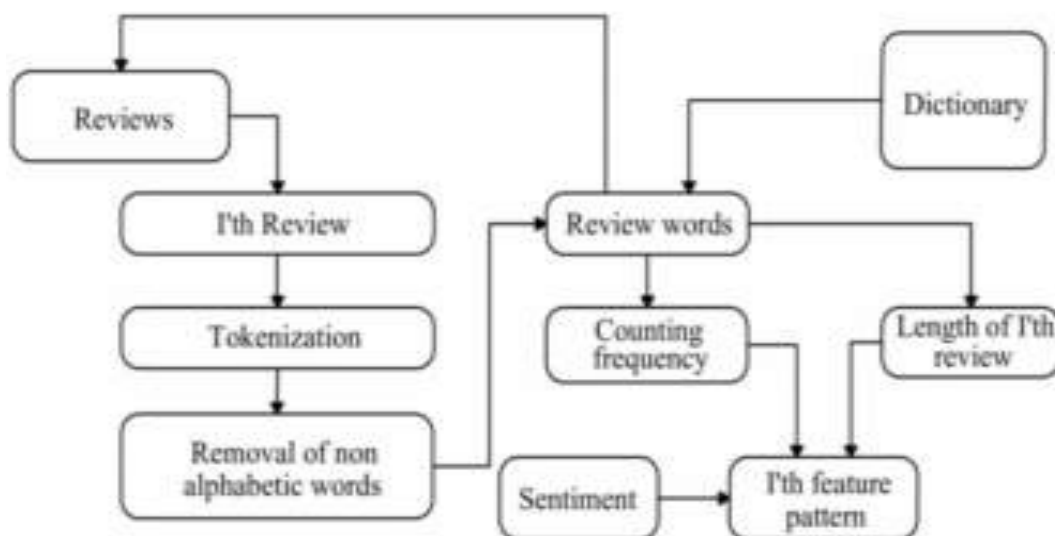 Reviews
Dictionary
I'th Review
Review words
Tokenization
Counting
frequency
Length of I'th
review
Removal of non
alphabetic words
Sentiment
I'th feature
pattern